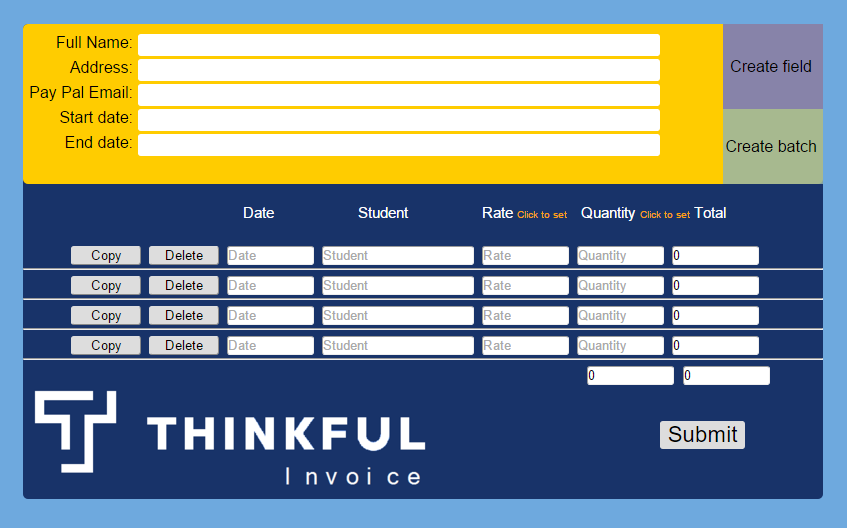 Full Name:
Address:
Pay Pal Email:
Start date:
End date:
Create field
Create batch
Date Student Rate Click to set Quantity Click to set Total
Copy Delete Date Student Rate Quantity 0
Copy Delete Date Student Rate Quantity 0
Copy Delete Date Student Rate Quantity 0
Copy Delete Date Student Rate Quantity 0
0 0
THINKFUL
Invoice
Submit